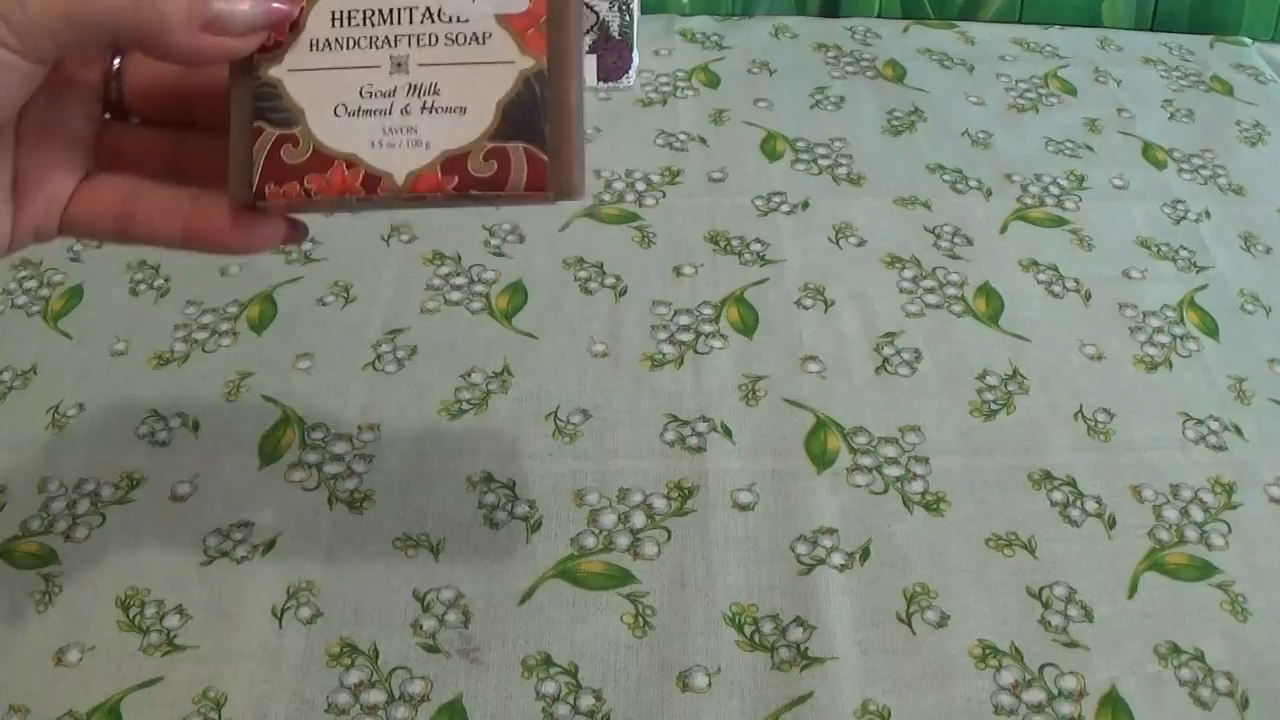 HERMITAGE
HANDCRAFTED SOAP
Goat Milk
Oatmeal & Honey
SAVON
3.5 oz / 100 g